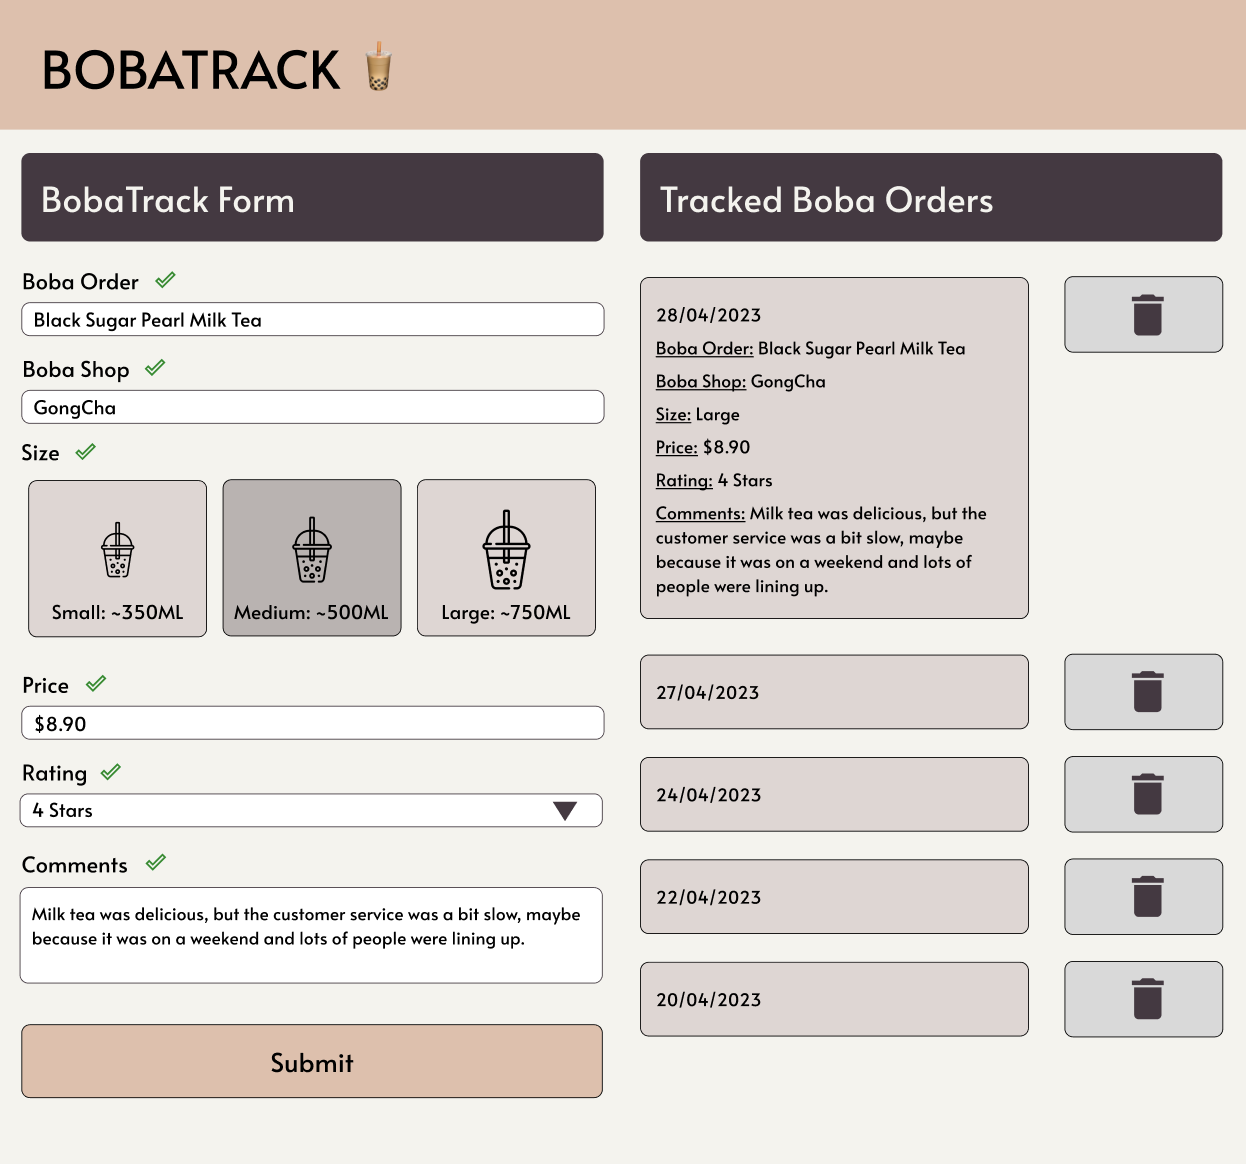 BOBATRACK
BobaTrack Form
Boba Order
Black Sugar Pearl Milk Tea
Boba Shop
GongCha
Size
Small: ~350ML
Medium: ~500ML
Large: ~750ML
Price
$8.90
Rating
4 Stars
Comments
Milk tea was delicious, but the customer service was a bit slow, maybe
because it was on a weekend and lots of people were lining up.
Submit
Tracked Boba Orders
28/04/2023
Boba Order: Black Sugar Pearl Milk Tea
Boba Shop: GongCha
Size: Large
Price: $8.90
Rating: 4 Stars
Comments: Milk tea was delicious, but the
customer service was a bit slow, maybe
because it was on a weekend and lots of
people were lining up.
27/04/2023
24/04/2023
22/04/2023
20/04/2023